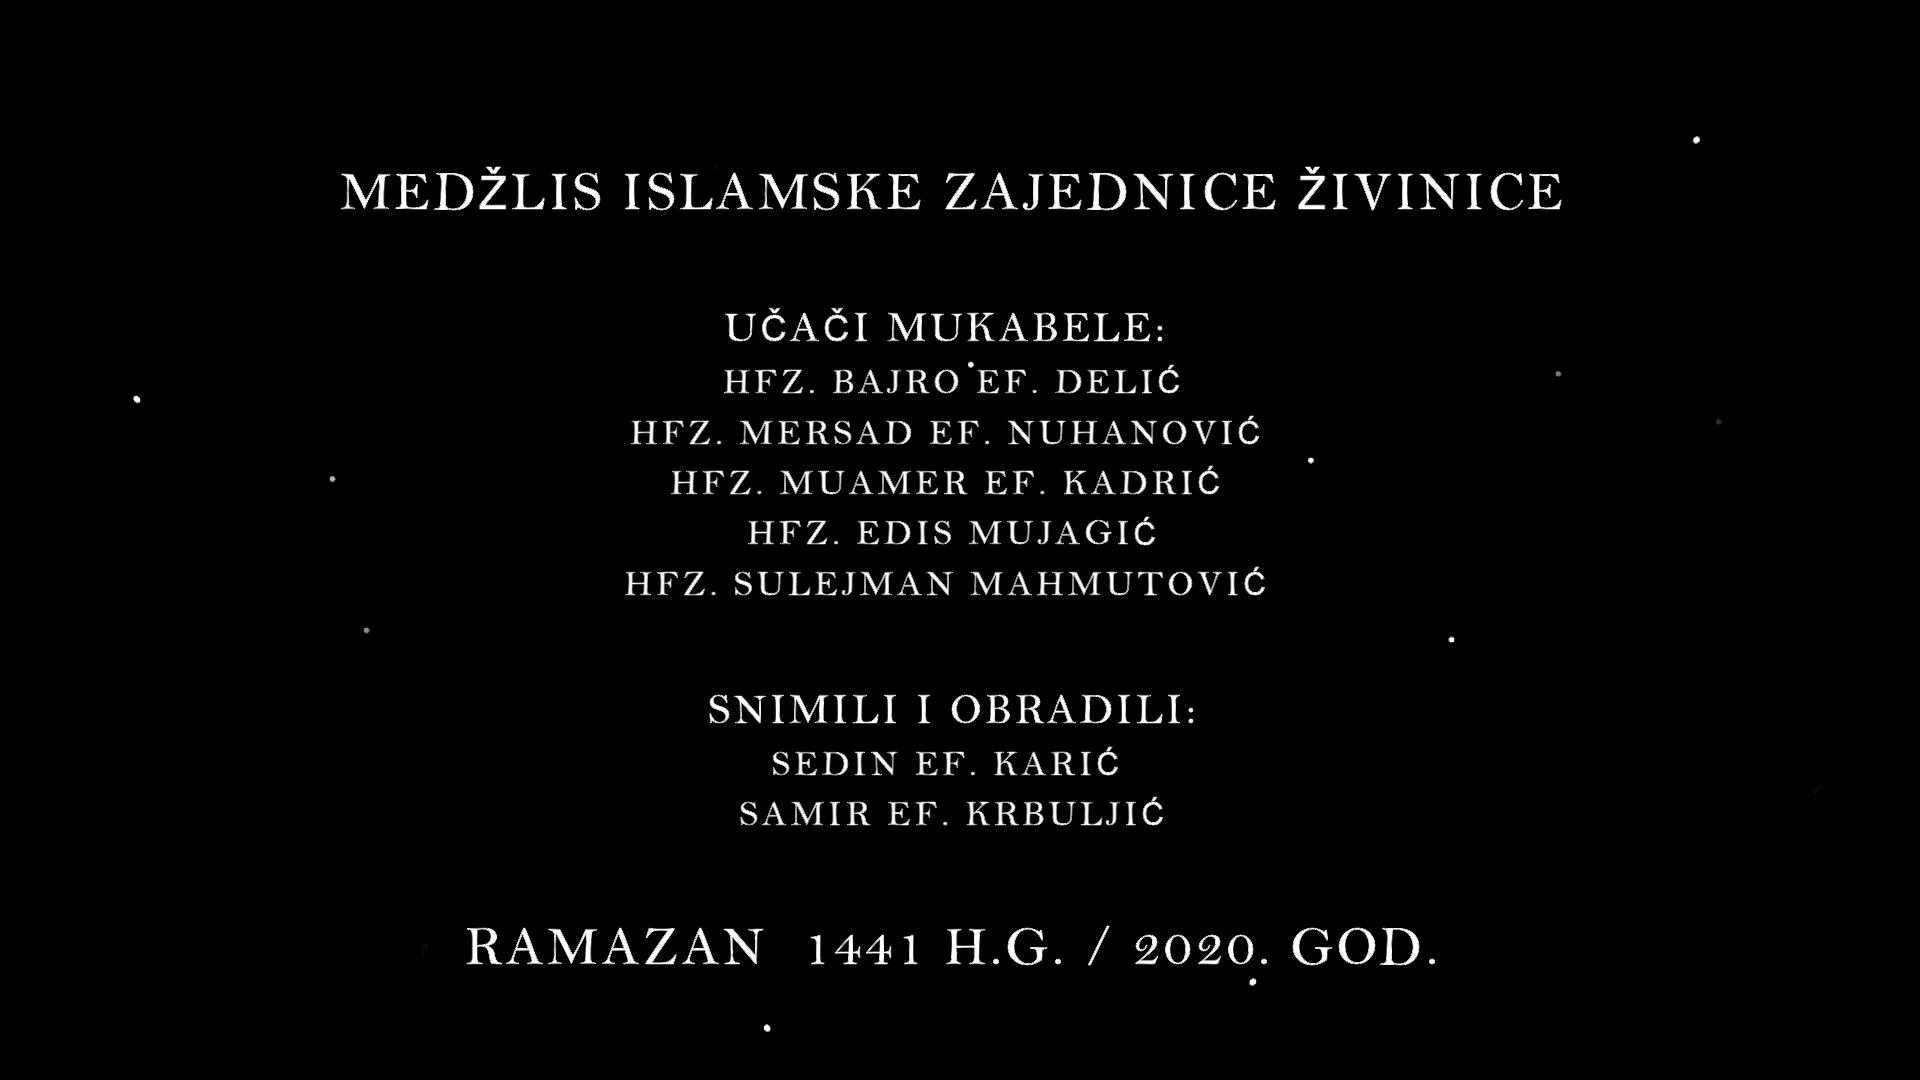 MEDŽLIS ISLAMSKE ZAJEDNICE ŽIVINICE
UČAČI MUKABELE:
HFZ. BAJRO EF. DELIĆ
HFZ. MERSAD EF. NUHANOVIĆ
HFZ. MUAMER EF. KADRIĆ
HFZ. EDIS MUJAGIĆ
HFZ. SULEJMAN MAHMUTOVIĆ
SNIMILI I OBRADILI:
SEDIN EF. KARIĆ
SAMIR EF. KRBULJIĆ
RAMAZAN 1441 H.G. / 2020. GOD.